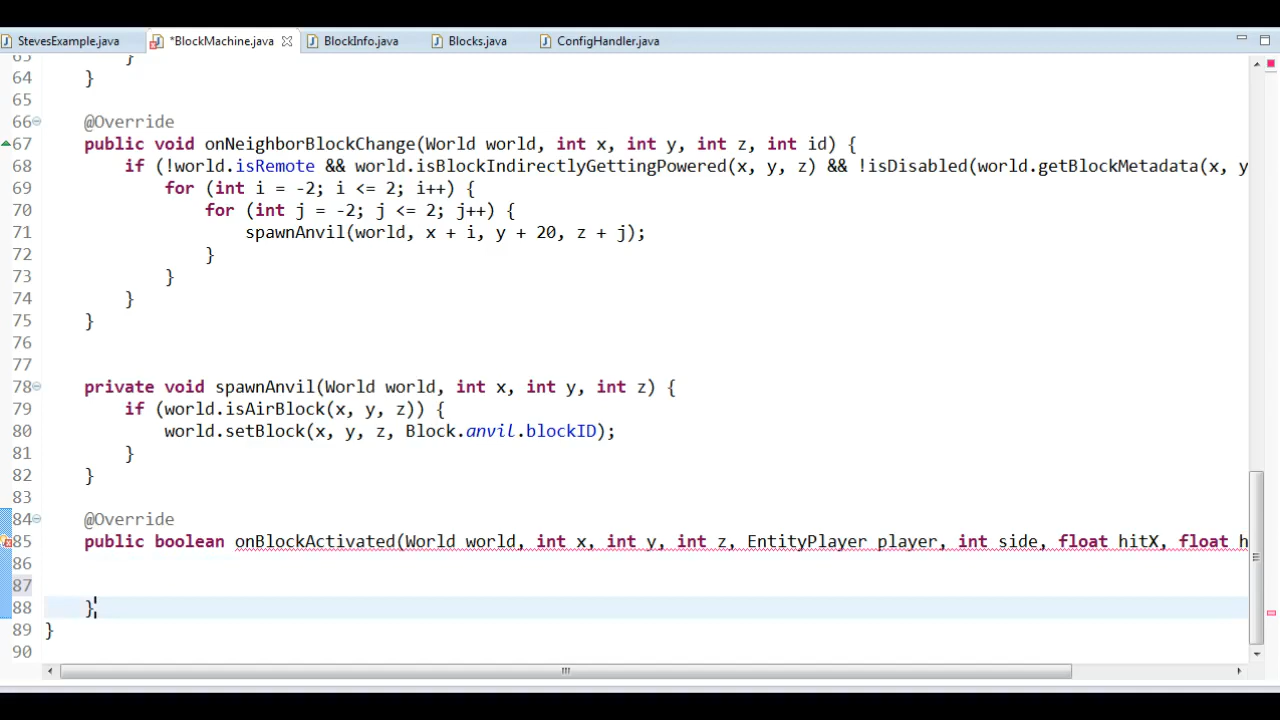 StevesExample.java *BlockMachine.java BlockInfo.java Blocks.java ConfigHandler.java
65 }
64 }
65
66 @Override
67 public void onNeighborBlockChange(World world, int x, int y, int z, int id) {
68 if (!world.isRemote && world.isBlockIndirectlyGettingPowered(x, y, z) && !isDisabled(world.getBlockMetadata(x, y
69 for (int i = -2; i <= 2; i++) {
70 for (int j = -2; j <= 2; j++) {
71 spawnAnvil(world, x + i, y + 20, z + j);
72 }
73 }
74 }
75 }
76
77
78 private void spawnAnvil(World world, int x, int y, int z) {
79 if (world.isAirBlock(x, y, z)) {
80 world.setBlock(x, y, z, Block.anvil.blockID);
81 }
82 }
83
84 @Override
85 public boolean onBlockActivated(World world, int x, int y, int z, EntityPlayer player, int side, float hitX, float h
86
87
88 }
89 }
90